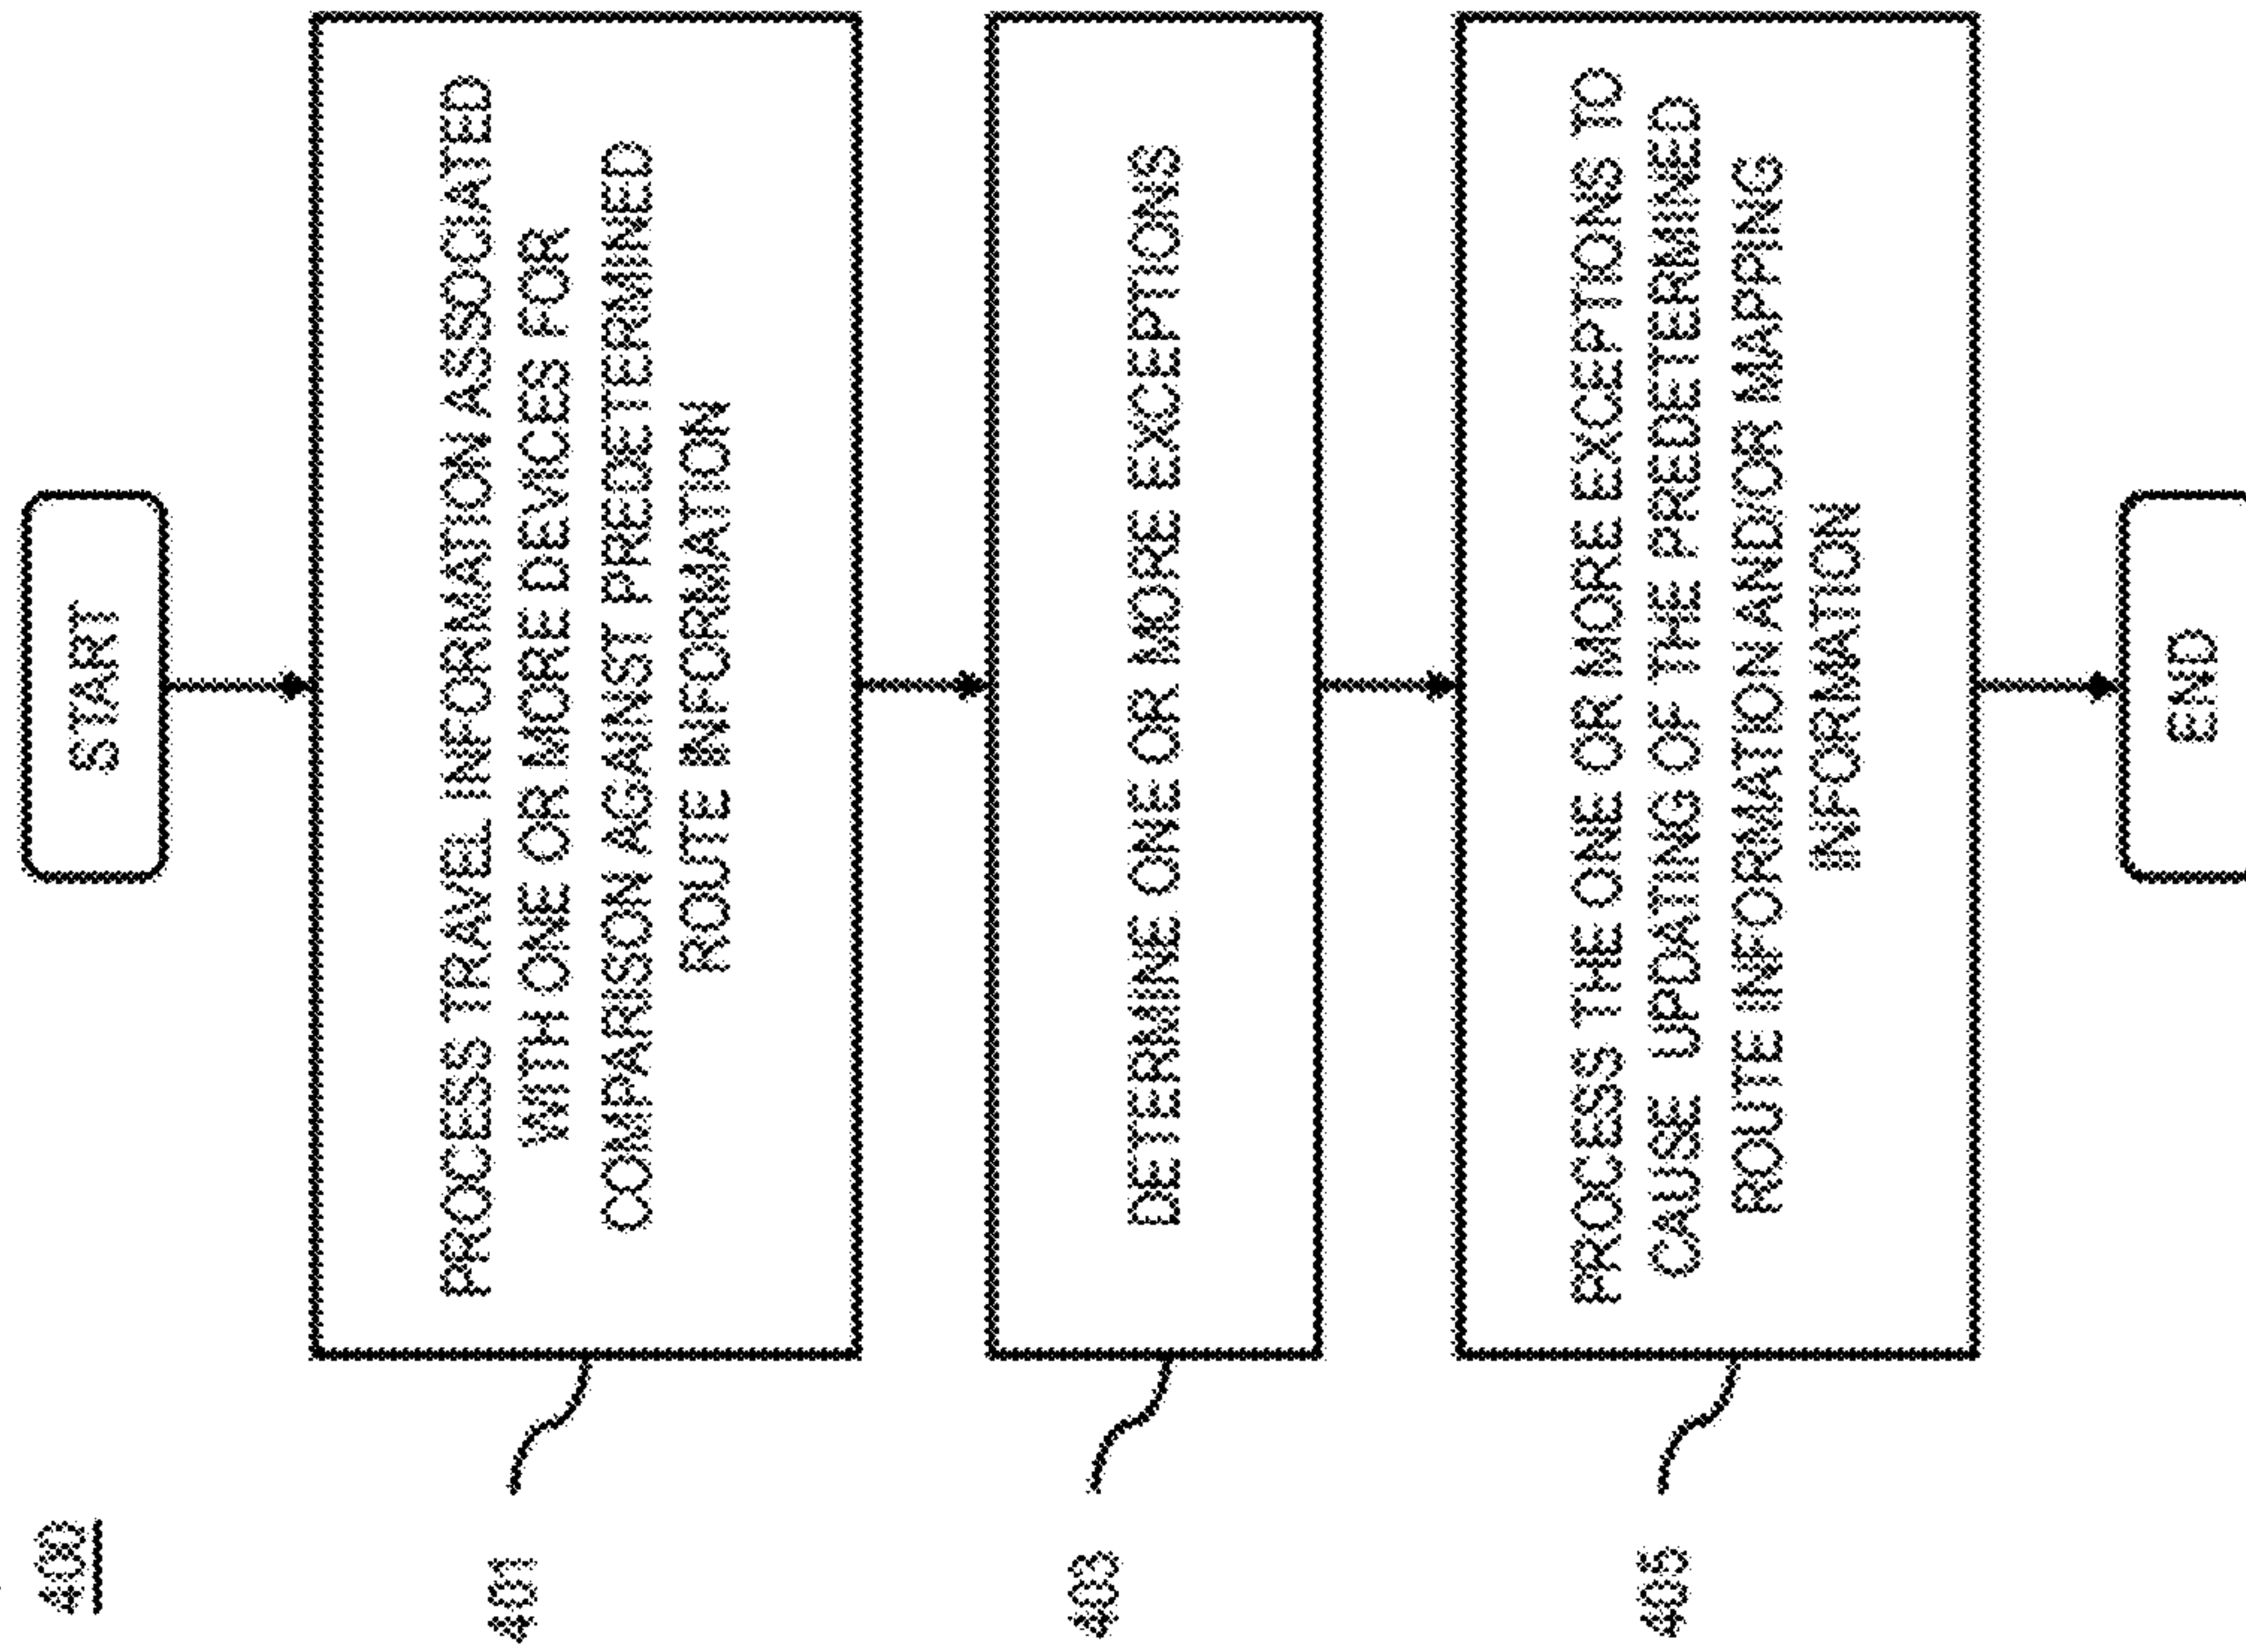 400
START
401
PROCESS TRAVEL INFORMATION ASSOCIATED
WITH ONE OR MORE DEVICES FOR
COMPARISON AGAINST PREDETERMINED
ROUTE INFORMATION
403
DETERMINE ONE OR MORE EXCEPTIONS
405
PROCESS THE ONE OR MORE EXCEPTIONS TO
CAUSE UPDATING OF THE PREDETERMINED
ROUTE INFORMATION AND/OR MAPPING
INFORMATION
END